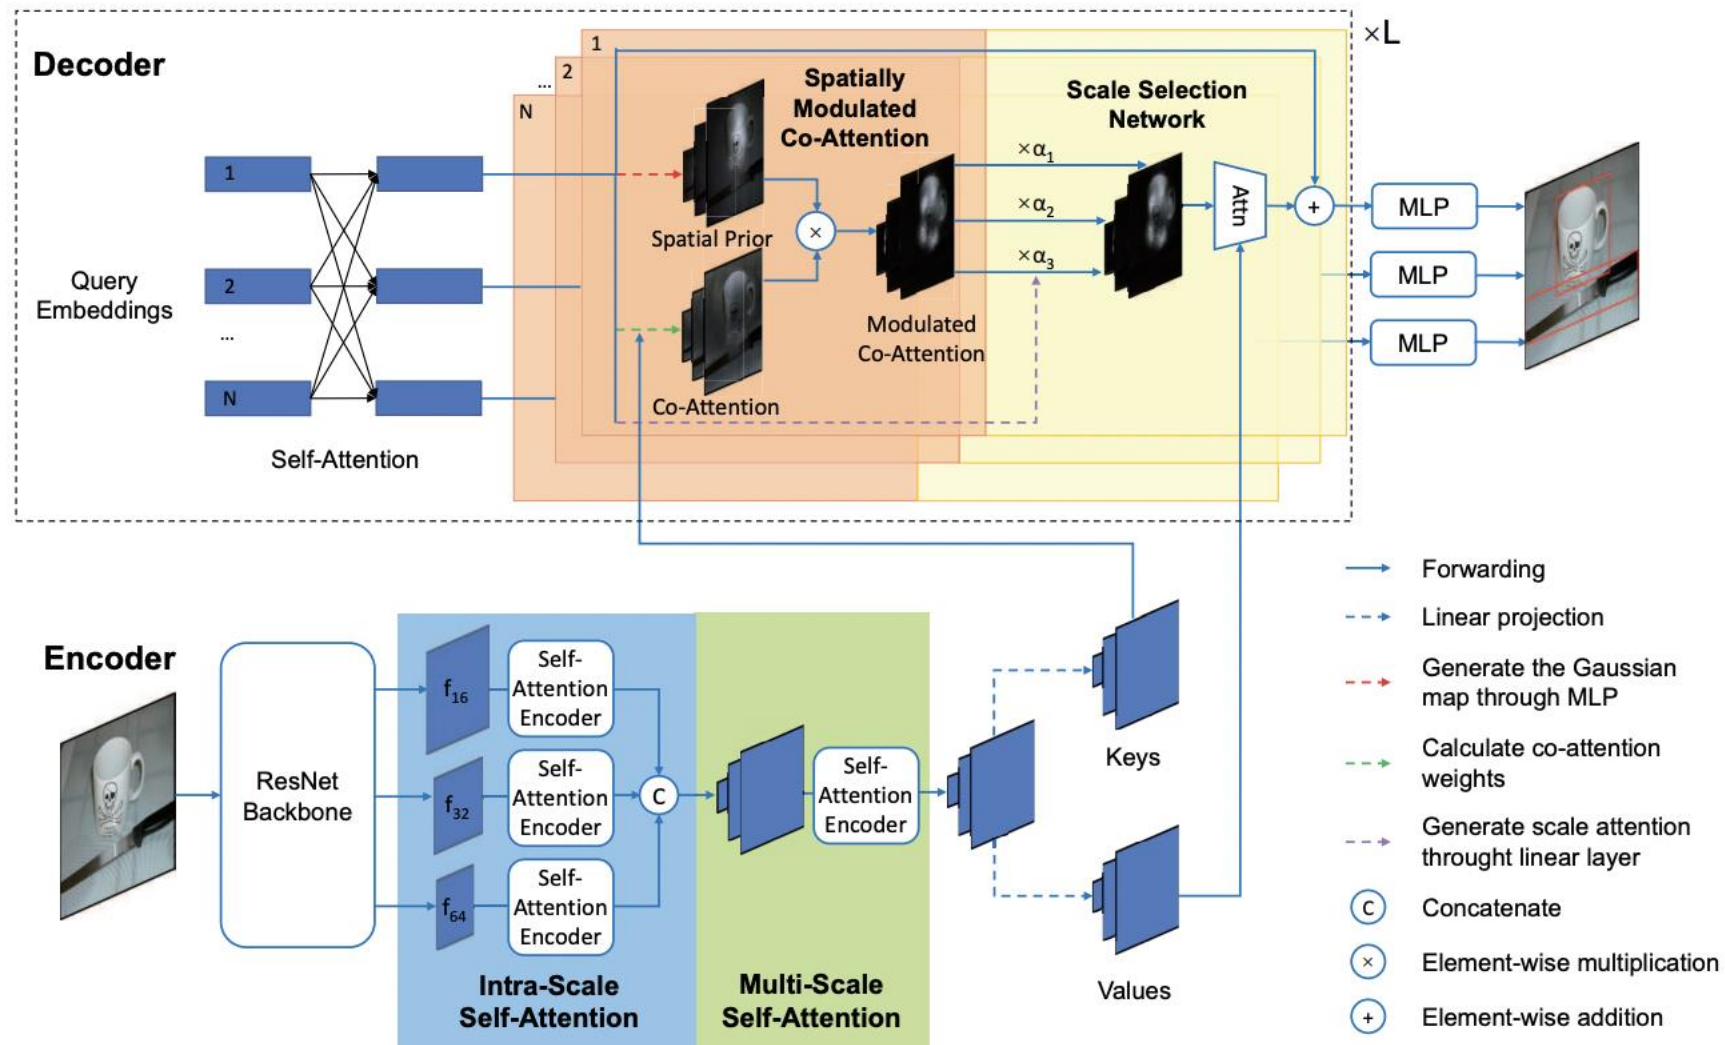 Decoder
×L
1
2
...
N
Spatially
Modulated
Co-Attention
Scale Selection
Network
×α1
×α2
×α3
Spatial Prior
×
Co-Attention
Modulated
Co-Attention
Attn
+
MLP
MLP
MLP
1
2
...
N
Query
Embeddings
Self-Attention
Encoder
ResNet
Backbone
f16
f32
f64
Self-
Attention
Encoder
Self-
Attention
Encoder
Self-
Attention
Encoder
C
Intra-Scale
Self-Attention
Self-
Attention
Encoder
Multi-Scale
Self-Attention
Keys
Values
Forwarding
Linear projection
Generate the Gaussian
map through MLP
Calculate co-attention
weights
Generate scale attention
throught linear layer
C
Concatenate
×
Element-wise multiplication
+
Element-wise addition